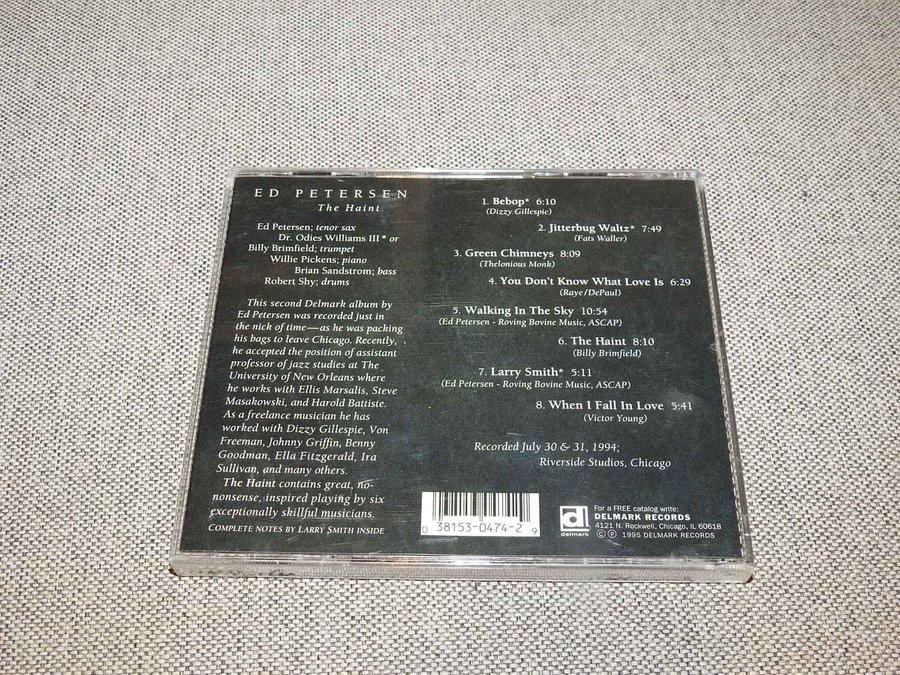 ED PETERSEN
The Haint
Ed Petersen; tenor sax
Dr. Odies Williams III * or
Billy Brimfield; trumpet
Willie Pickens; piano
Brian Sandstrom; bass
Robert Shy; drums
This second Delmark album by
Ed Petersen was recorded just in
the nick of time—as he was packing
his bags to leave Chicago. Recently,
he accepted the position of assistant
professor of jazz studies at The
University of New Orleans where
he works with Ellis Marsalis, Steve
Masakowski, and Harold Battiste.
As a freelance musician he has
worked with Dizzy Gillespie, Von
Freeman, Johnny Griffin, Benny
Goodman, Ella Fitzgerald, Ira
Sullivan, and many others.
The Haint contains great, no-
nonsense, inspired playing by six
exceptionally skillful musicians.
COMPLETE NOTES BY LARRY SMITH INSIDE
1. Bebop* 6:10
(Dizzy Gillespie)
2. Jitterbug Waltz* 7:49
(Fats Waller)
3. Green Chimneys 8:09
(Thelonious Monk)
4. You Don't Know What Love Is 6:29
(Raye/DePaul)
5. Walking In The Sky 10:54
(Ed Petersen - Roving Bovine Music, ASCAP)
6. The Haint 8:10
(Billy Brimfield)
7. Larry Smith* 5:11
(Ed Petersen - Roving Bovine Music, ASCAP)
8. When I Fall In Love 5:41
(Victor Young)
Recorded July 30 & 31, 1994;
Riverside Studios, Chicago
0 38153-0474-2 9
d
delmark
For a FREE catalog write:
DELMARK RECORDS
4121 N. Rockwell, Chicago, IL 60618
© ℗ 1995 DELMARK RECORDS